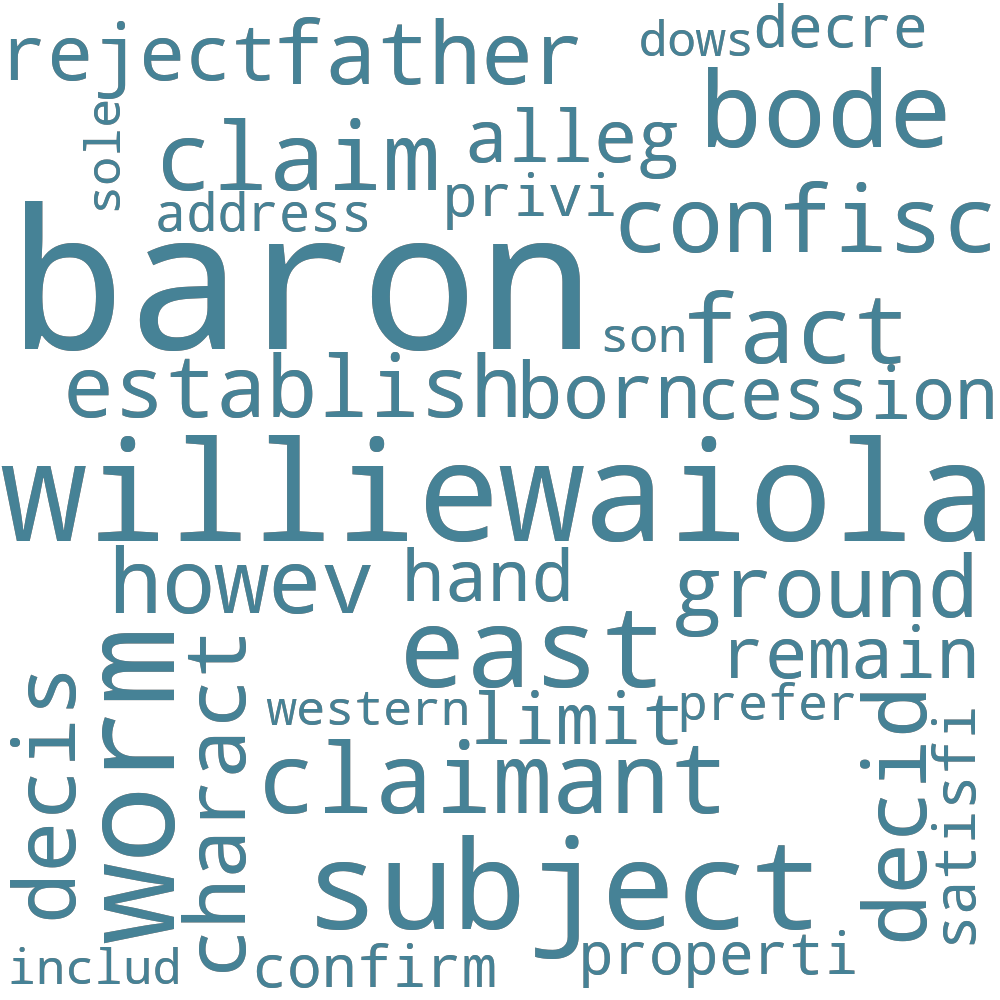 reject father dows decre
sole claim alleg bode
address privi confisc
baron
son fact
establish born cession
williewaiola
howev hand ground
east remain
decis worm charact western limit prefer decid satisfi
claimant
subject
includ confirm properti